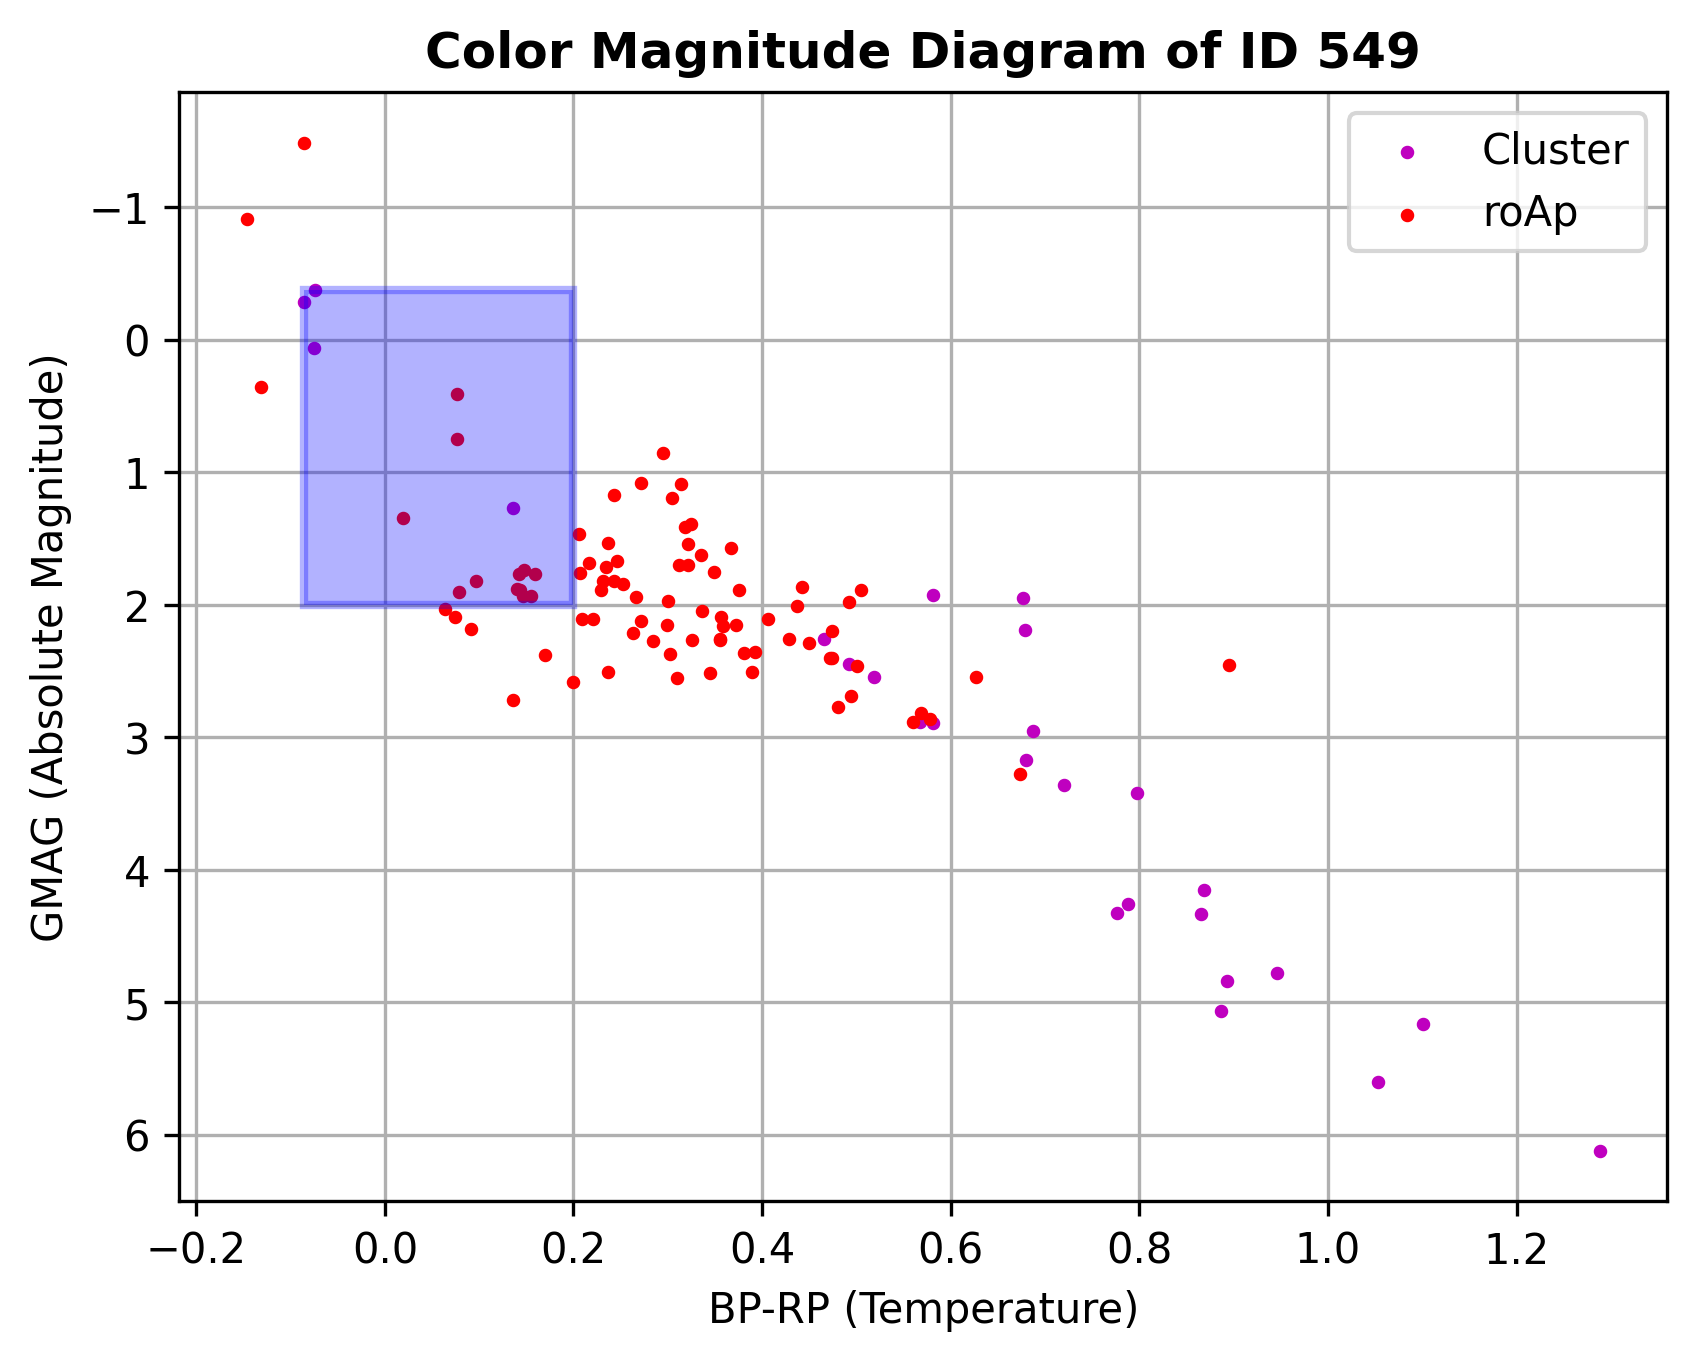 Color Magnitude Diagram of ID 549
Cluster
roAp
−1
0
1
2
3
4
5
6
GMAG (Absolute Magnitude)
−0.2 0.0 0.2 0.4 0.6 0.8 1.0 1.2
BP-RP (Temperature)